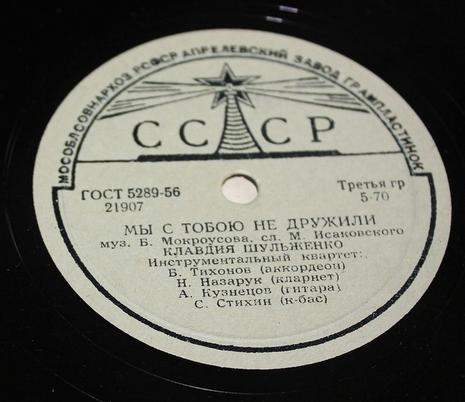 МОСОБЛСОВНАРХОЗ РСФСР АПРЕЛЕВСКИЙ ЗАВОД ГРАМПЛАСТИНОК
СССР
ГОСТ 5289-56
21907
Третья гр
5-70
МЫ С ТОБОЮ НЕ ДРУЖИЛИ
муз. Б. Мокроусова, сл. М. Исаковского
КЛАВДИЯ ШУЛЬЖЕНКО
Инструментальный квартет:
Б. Тихонов (аккордеон)
Н. Назарук (кларнет)
А. Кузнецов (гитара)
С. Стихин (к-бас)